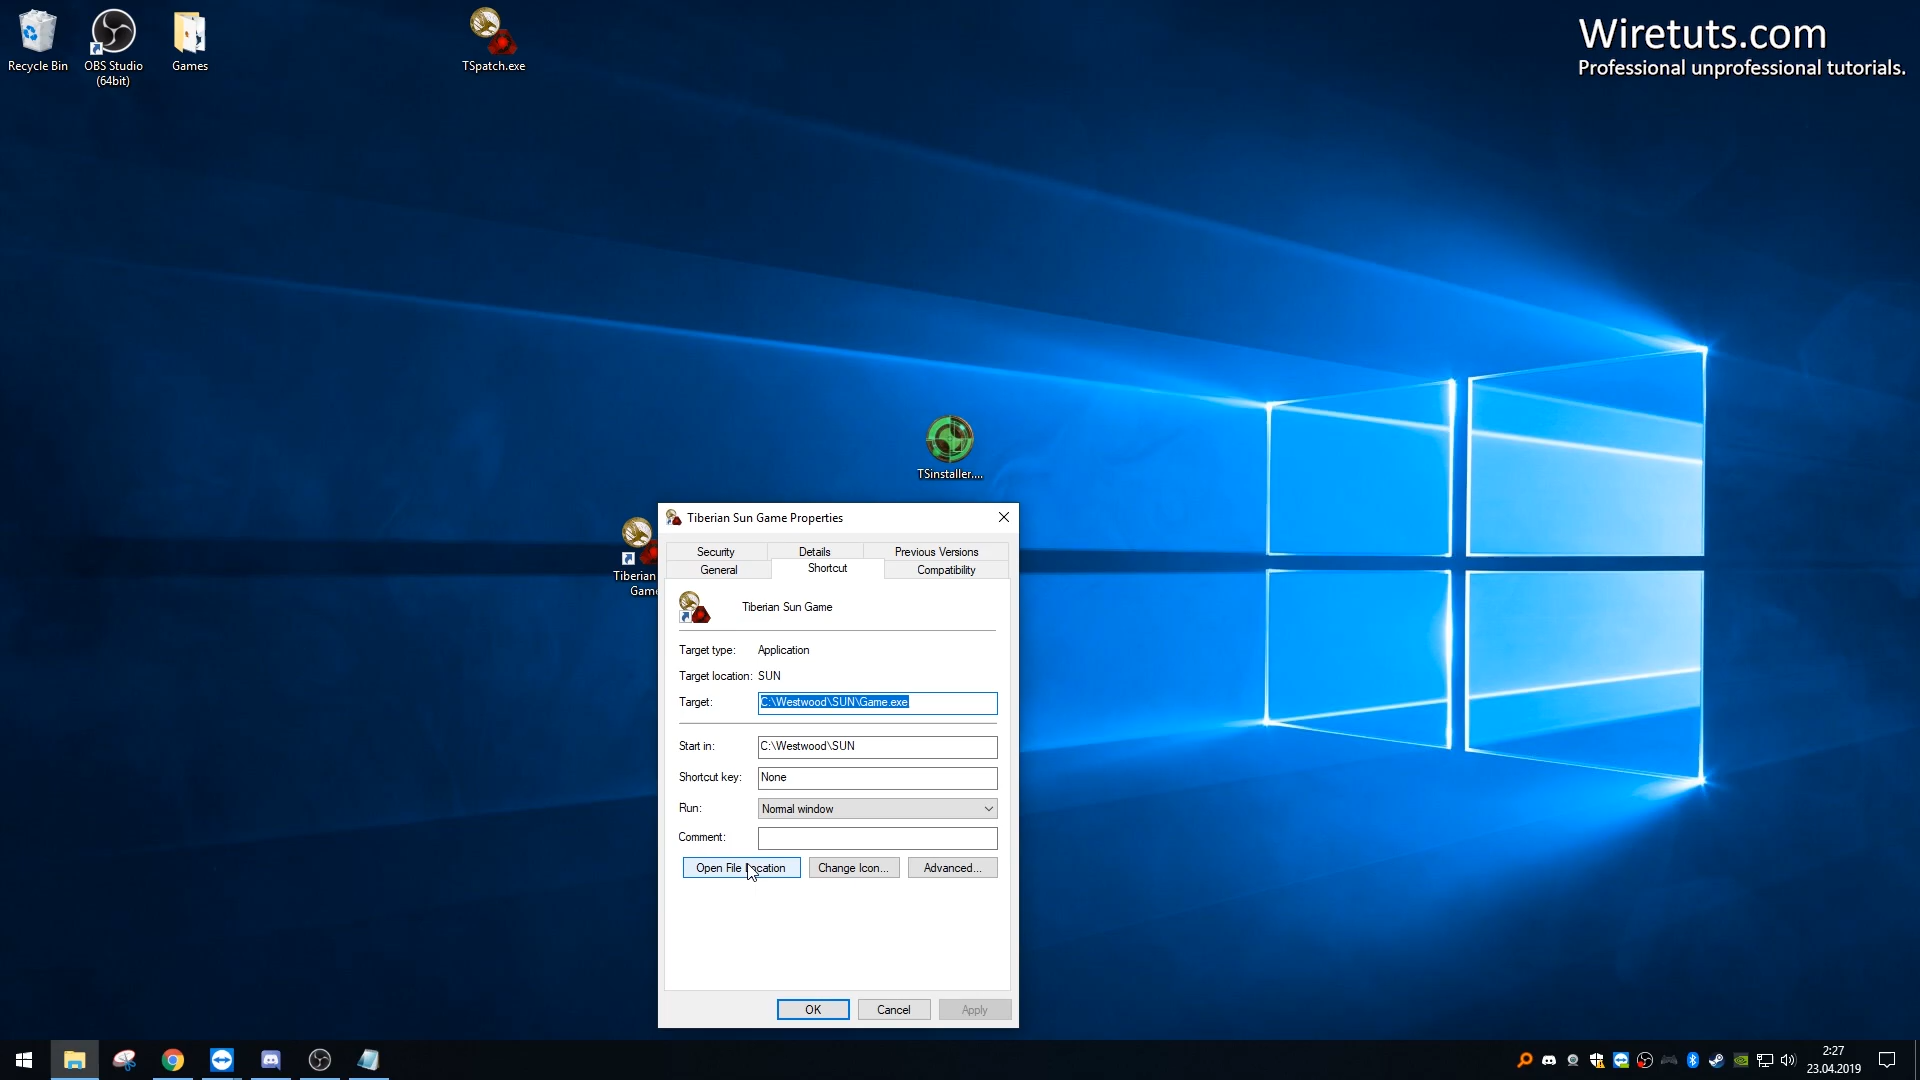 Recycle Bin
OBS Studio
(64bit)
Games
TSpatch.exe
Wiretuts.com
Professional unprofessional tutorials.
TSinstaller....
Tiberian
Game
Tiberian Sun Game Properties
Security
Details
Previous Versions
General
Shortcut
Compatibility
Tiberian Sun Game
Target type: Application
Target location: SUN
Target: C:\Westwood\SUN\Game.exe
Start in: C:\Westwood\SUN
Shortcut key: None
Run: Normal window
Comment:
Open File Location
Change Icon...
Advanced...
OK
Cancel
Apply
2:27
23.04.2019